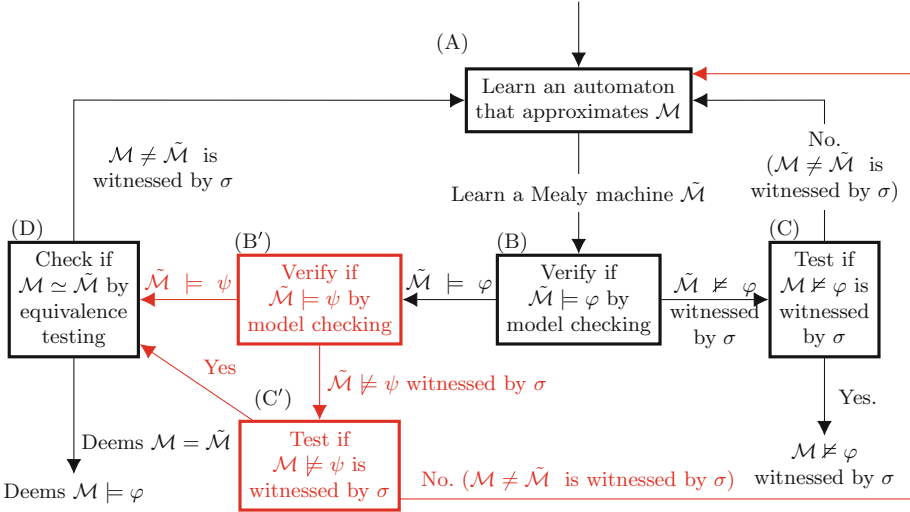 (A)
Learn an automaton
that approximates ℳ
No.
(ℳ ≠ ℳ̃ is
witnessed by σ)
ℳ ≠ ℳ̃ is
witnessed by σ
Learn a Mealy machine ℳ̃
(D)
Check if
ℳ ≃ ℳ̃ by
equivalence
testing
ℳ̃ ⊨ ψ
(B′)
Verify if
ℳ̃ ⊨ ψ by
model checking
ℳ̃ ⊨ φ
(B)
Verify if
ℳ̃ ⊨ φ by
model checking
ℳ̃ ⊭ φ
witnessed
by σ
(C)
Test if
ℳ ⊭ φ is
witnessed
by σ
Yes
ℳ̃ ⊭ ψ witnessed by σ
(C′)
Test if
ℳ ⊭ ψ is
witnessed by σ
Yes.
Deems ℳ = ℳ̃
Deems ℳ ⊨ φ
ℳ ⊭ φ
witnessed by σ
No. (ℳ ≠ ℳ̃ is witnessed by σ)